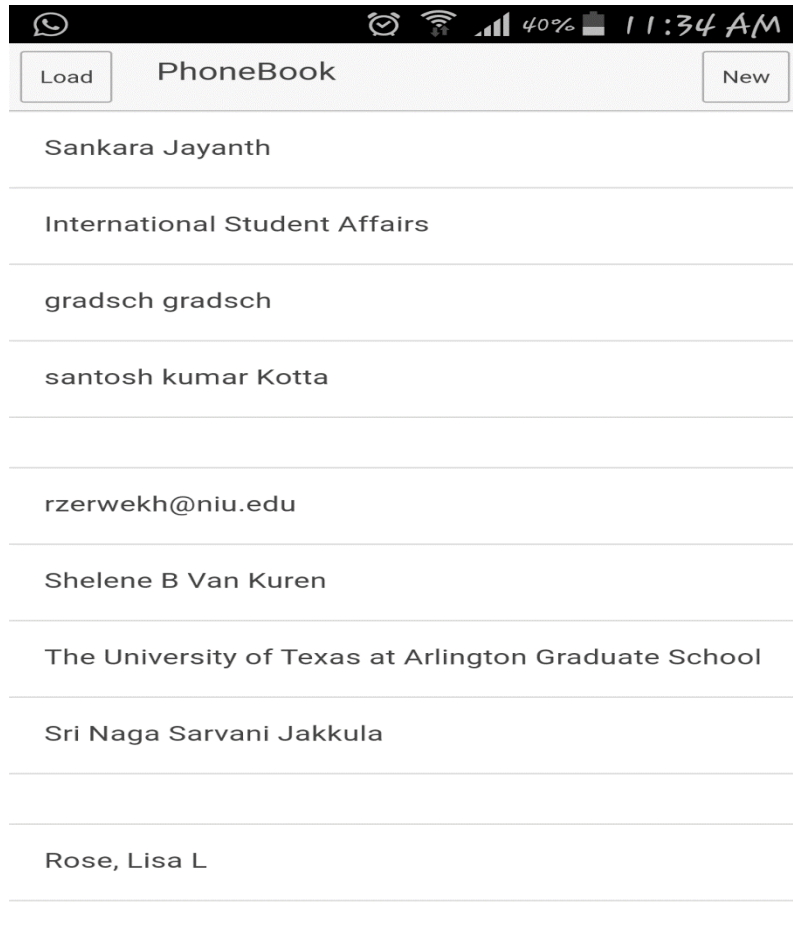 40% 11:34 AM
Load PhoneBook New
Sankara Jayanth
International Student Affairs
gradsch gradsch
santosh kumar Kotta
rzerwekh@niu.edu
Shelene B Van Kuren
The University of Texas at Arlington Graduate School
Sri Naga Sarvani Jakkula
Rose, Lisa L